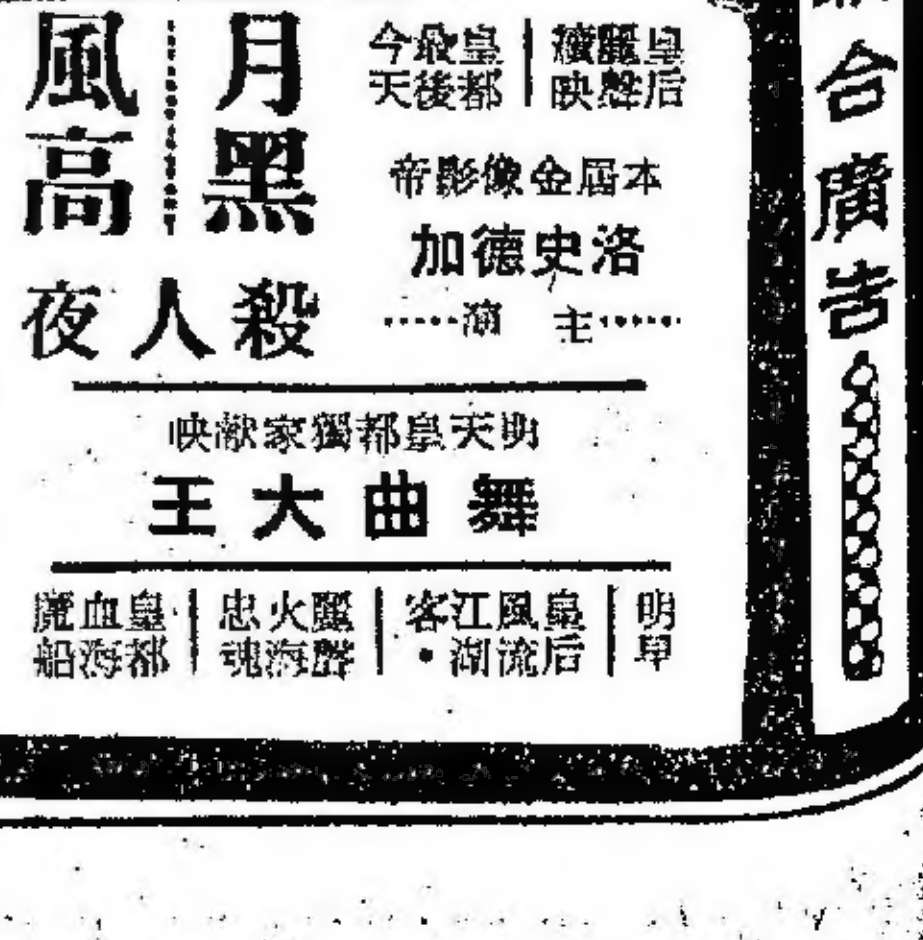 合廣告
皇后
麗聲
續映
皇都
最後
今天
本屆金像影帝
洛史德加
主演
月黑
風高
殺人夜
明天皇都獨家獻映
舞曲大王
明早
皇后
風流
江湖
客·
麗聲
火海
忠魂
皇都
血海
魔船